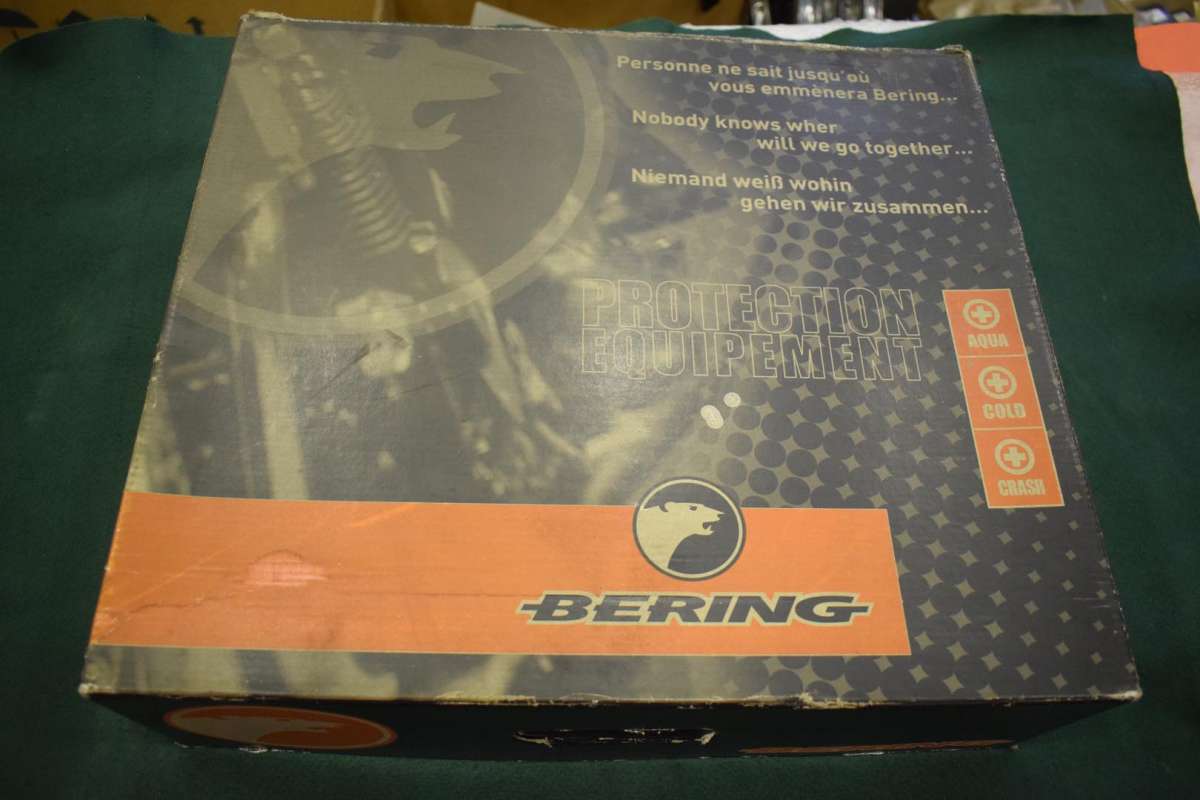 Personne ne sait jusqu'où
vous emmènera Bering...
Nobody knows wher
will we go together...
Niemand weiß wohin
gehen wir zusammen...
PROTECTION
EQUIPEMENT
AQUA
COLD
CRASH
BERING